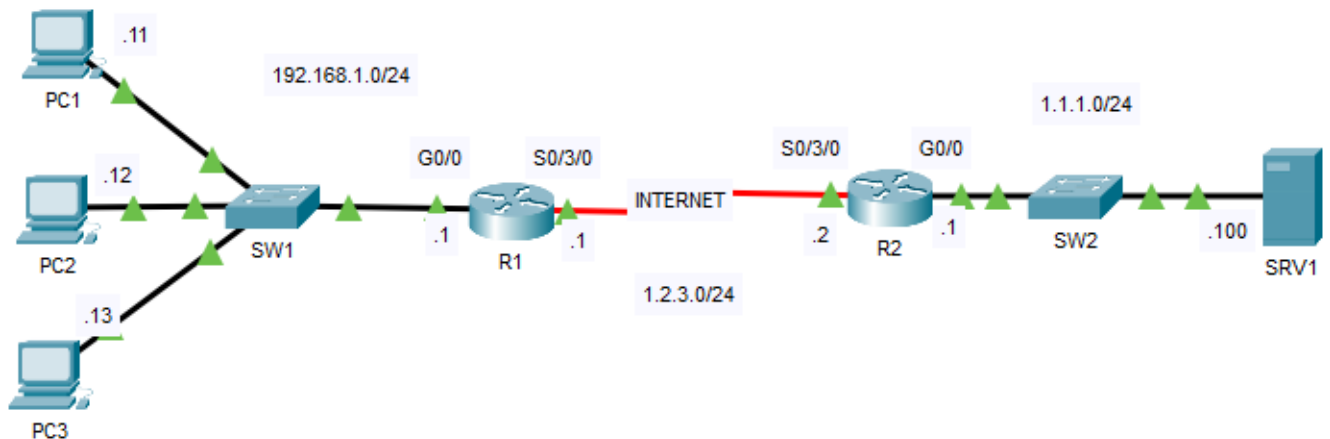 .11
192.168.1.0/24
PC1
1.1.1.0/24
G0/0
S0/3/0
S0/3/0
G0/0
.12
INTERNET
.1
.1
.2
.1
.100
PC2
SW1
R1
R2
SW2
SRV1
1.2.3.0/24
.13
PC3